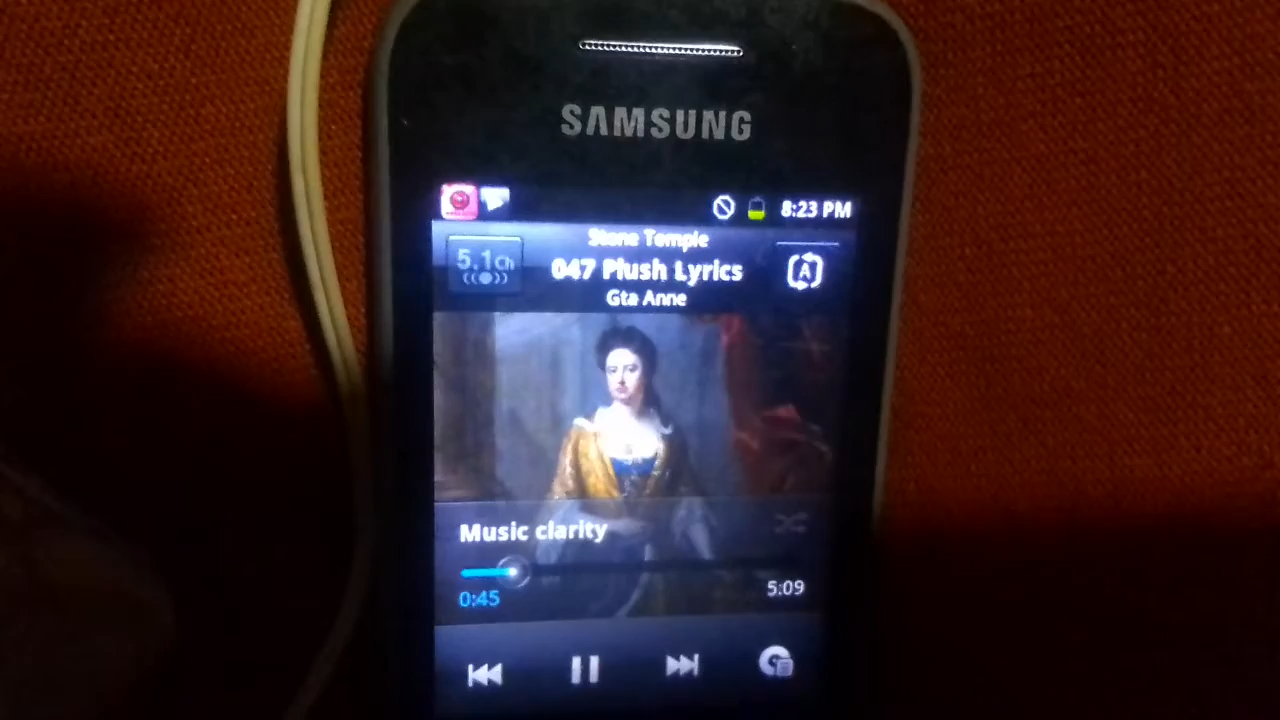 SAMSUNG
8:23 PM
Stone Temple
5.1Ch
047 Plush Lyrics
A
Gta Anne
Music clarity
0:45
5:09